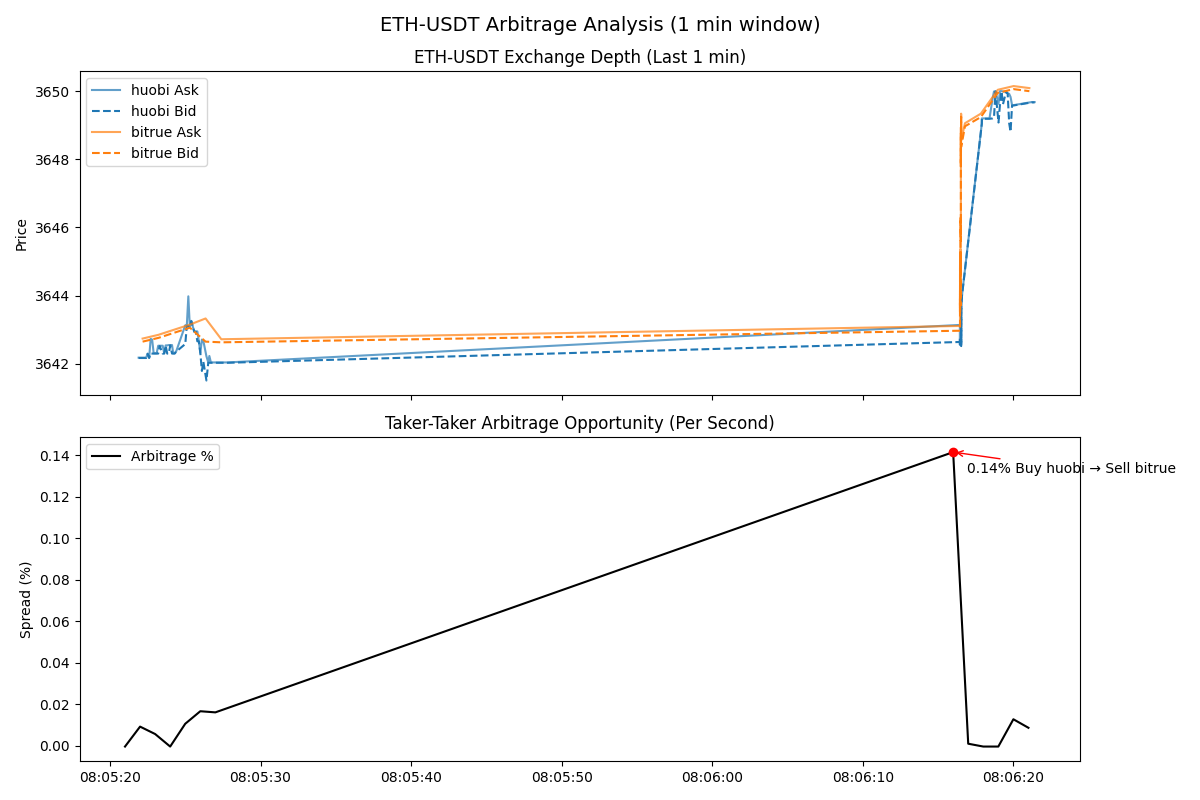 ETH-USDT Arbitrage Analysis (1 min window)
ETH-USDT Exchange Depth (Last 1 min)
huobi Ask
huobi Bid
bitrue Ask
bitrue Bid
Price
3650
3648
3646
3644
3642
Taker-Taker Arbitrage Opportunity (Per Second)
Arbitrage %
0.14% Buy huobi → Sell bitrue
Spread (%)
0.14
0.12
0.10
0.08
0.06
0.04
0.02
0.00
08:05:20 08:05:30 08:05:40 08:05:50 08:06:00 08:06:10 08:06:20